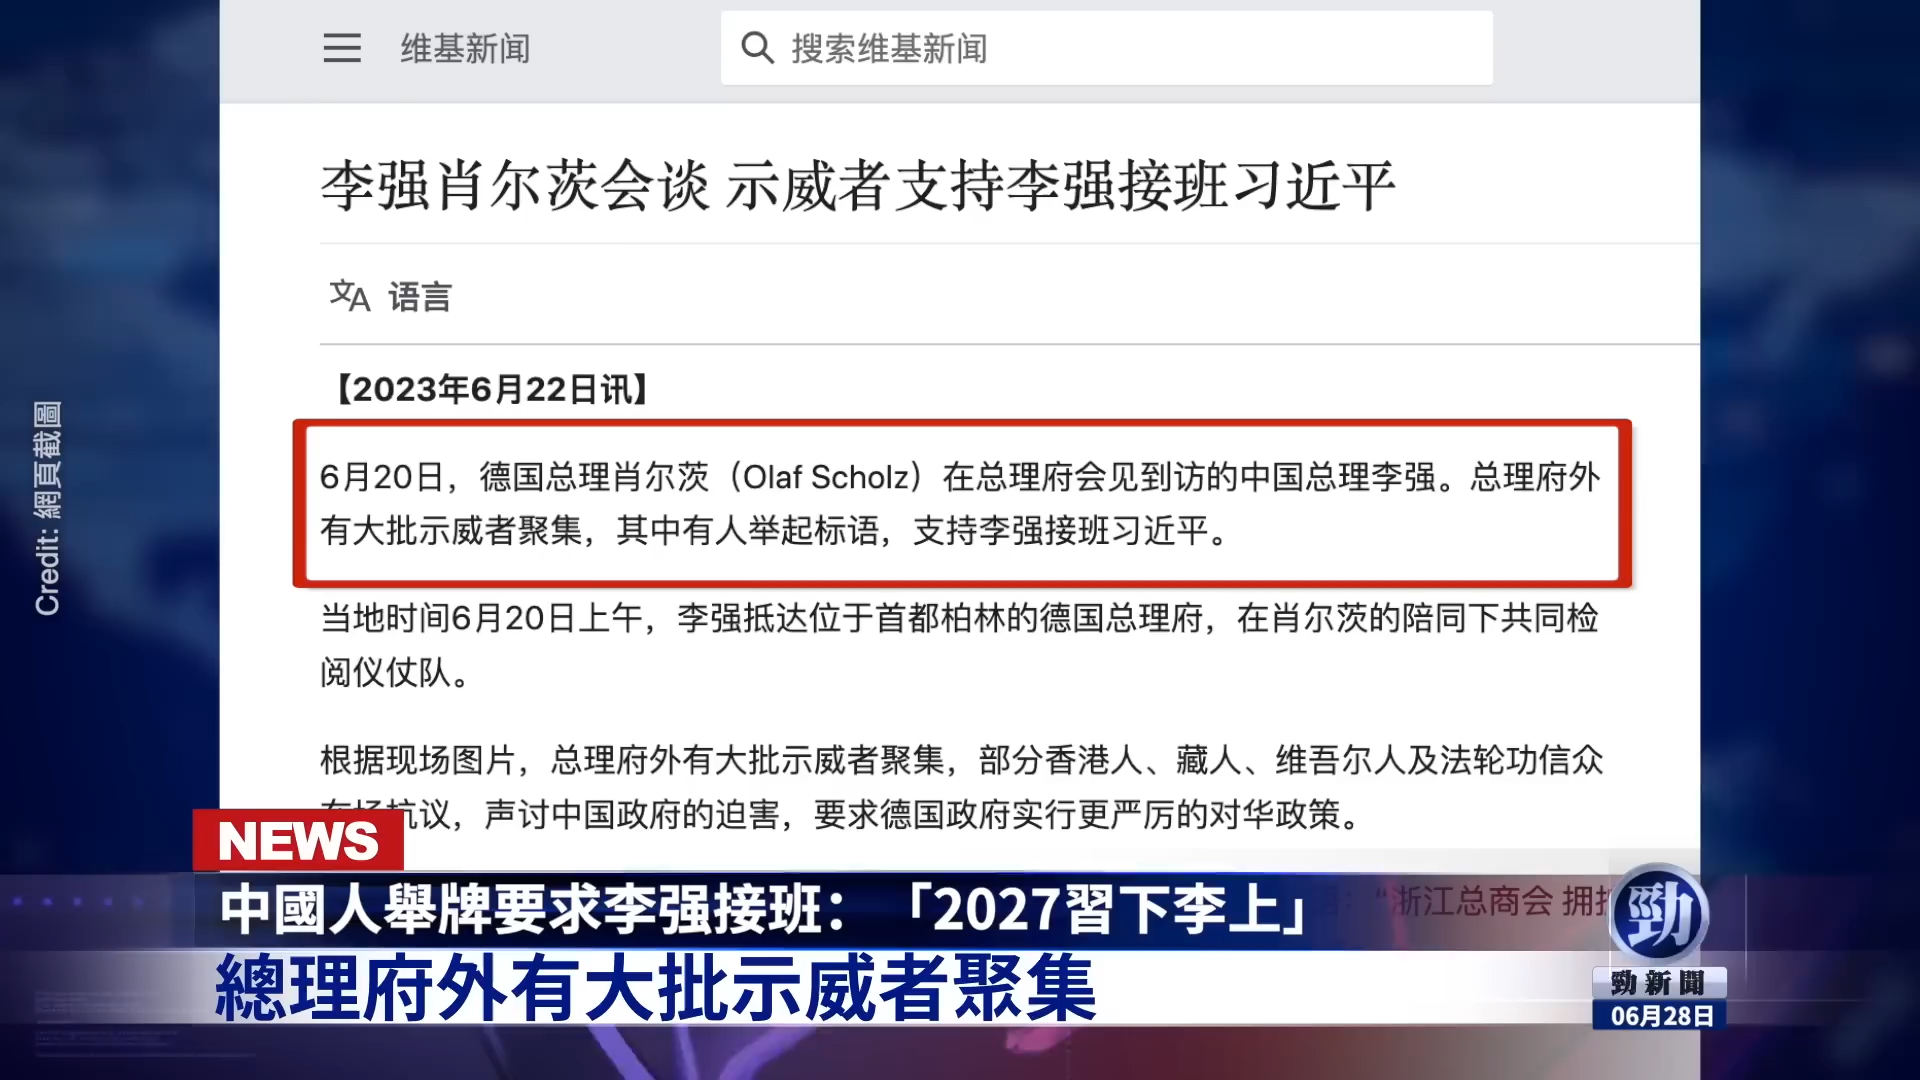 维基新闻
搜索维基新闻
李强肖尔茨会谈 示威者支持李强接班习近平
语言
【2023年6月22日讯】
6月20日，德国总理肖尔茨（Olaf Scholz）在总理府会见到访的中国总理李强。总理府外
有大批示威者聚集，其中有人举起标语，支持李强接班习近平。
当地时间6月20日上午，李强抵达位于首都柏林的德国总理府，在肖尔茨的陪同下共同检
阅仪仗队。
根据现场图片，总理府外有大批示威者聚集，部分香港人、藏人、维吾尔人及法轮功信众
在场抗议，声讨中国政府的迫害，要求德国政府实行更严厉的对华政策。
Credit: 網頁截圖
NEWS
中國人舉牌要求李强接班：「2027習下李上」
“浙江总商会 拥
總理府外有大批示威者聚集
勁
勁新聞
06月28日